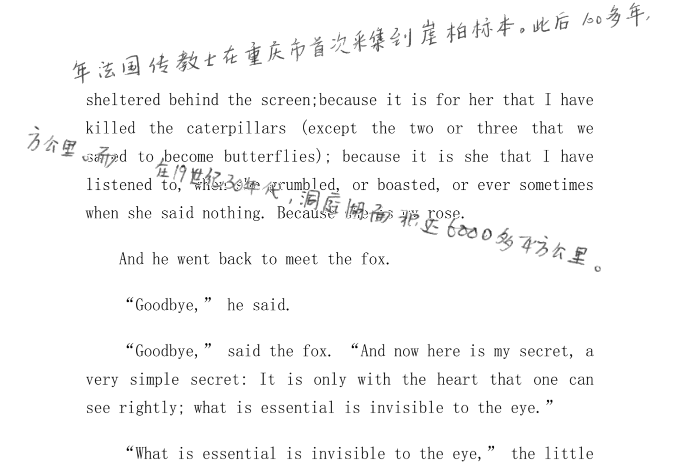 年法国传教士在重庆市首次采集到崖柏标本。此后100多年,
sheltered behind the screen;because it is for her that I have
killed the caterpillars (except the two or three that we
方公里。而
saved to become butterflies); because it is she that I have
在19世纪30年代,洞庭湖面积达6000多平方公里。
listened to, when she grumbled, or boasted, or ever sometimes
when she said nothing. Because she is my rose.
And he went back to meet the fox.
“Goodbye,” he said.
“Goodbye,” said the fox. “And now here is my secret, a
very simple secret: It is only with the heart that one can
see rightly; what is essential is invisible to the eye.”
“What is essential is invisible to the eye,” the little